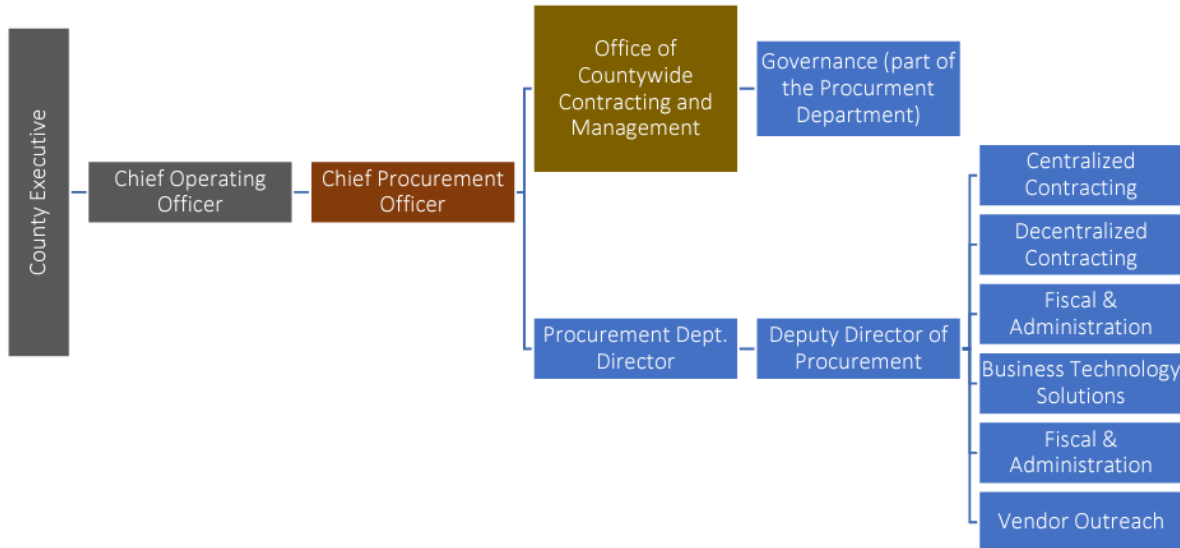 County Executive
Chief Operating
Officer
Chief Procurement
Officer
Office of
Countywide
Contracting and
Management
Governance (part of
the Procurment
Department)
Procurement Dept.
Director
Deputy Director of
Procurement
Centralized
Contracting
Decentralized
Contracting
Fiscal &
Administration
Business Technology
Solutions
Fiscal &
Administration
Vendor Outreach